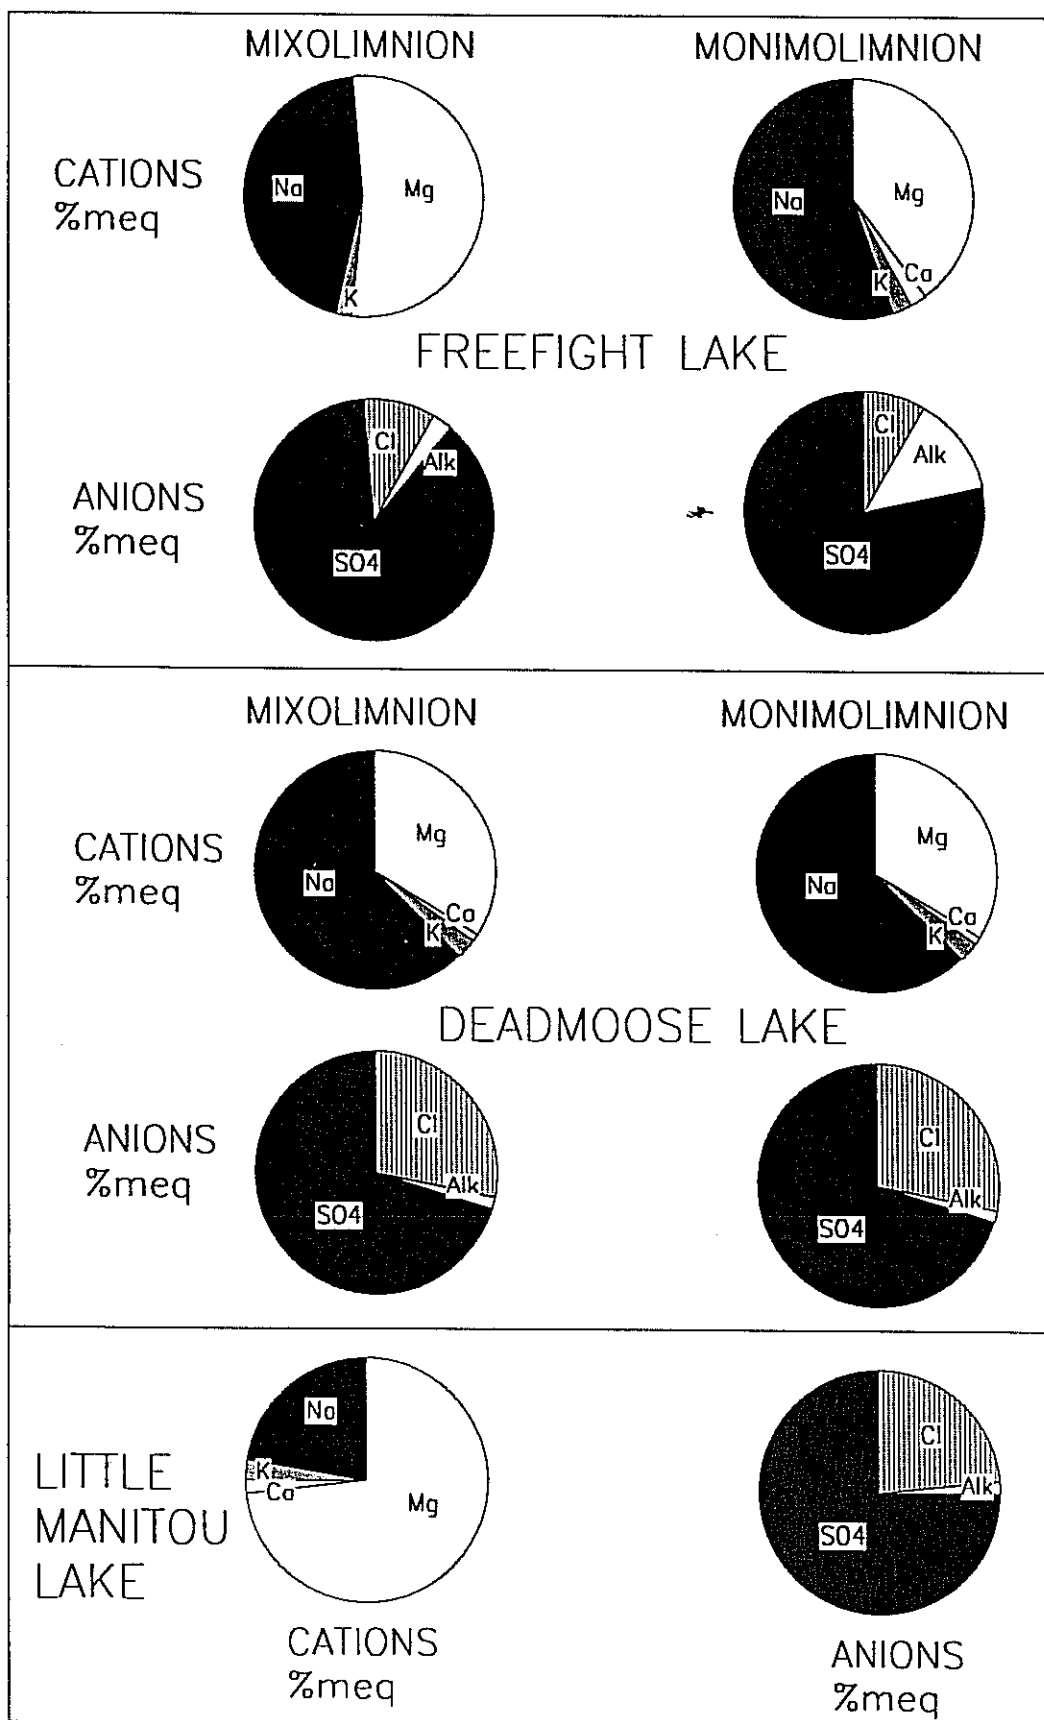 MIXOLIMNION
MONIMOLIMNION
CATIONS
%meq
Na
Mg
K
Na
Mg
Ca
K
FREEFIGHT LAKE
ANIONS
%meq
Cl
Alk
SO4
Cl
Alk
SO4
MIXOLIMNION
MONIMOLIMNION
CATIONS
%meq
Mg
Na
Ca
K
Mg
Na
Ca
K
DEADMOOSE LAKE
ANIONS
%meq
Cl
Alk
SO4
Cl
Alk
SO4
LITTLE
MANITOU
LAKE
Na
K
Ca
Mg
Cl
Alk
SO4
CATIONS
%meq
ANIONS
%meq